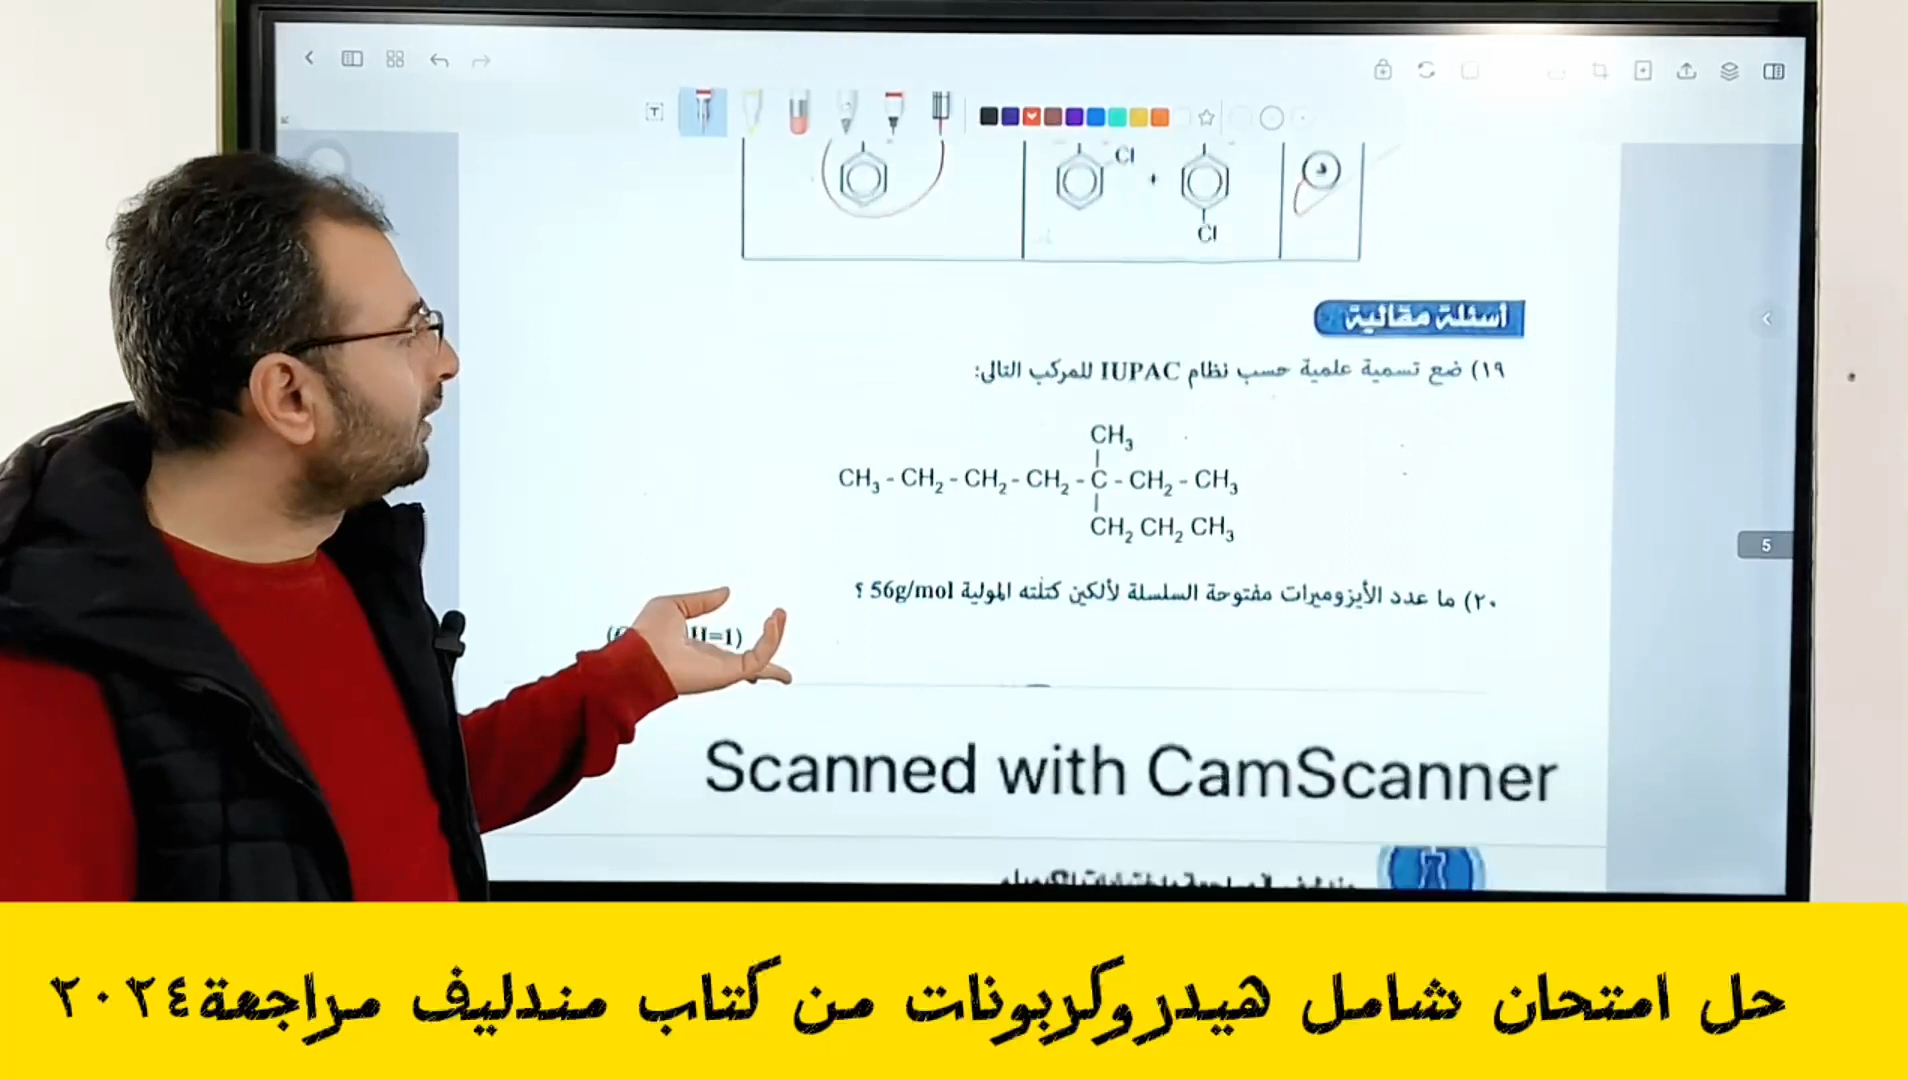 Cl
Cl
د
أسئلة مقالية
١٩) ضع تسمية علمية حسب نظام IUPAC للمركب التالى:
CH3
CH3 - CH2 - CH2 - CH2 - C - CH2 - CH3
CH2 CH2 CH3
٢٠) ما عدد الأيزوميرات مفتوحة السلسلة لألكين كتلته المولية 56g/mol ؟
H=1)
5
Scanned with CamScanner
حل امتحان شامل هيدروكربونات من كتاب مندليف مراجعة ٢٠٢٤